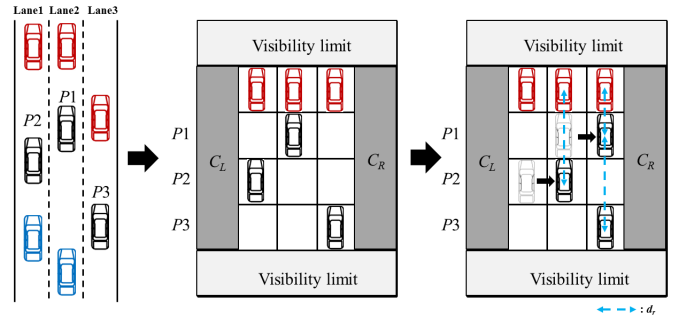 Lane1 Lane2 Lane3
P2 P1
P3
Visibility limit
P1
P2
P3
C_L
C_R
Visibility limit
Visibility limit
P1
P2
P3
C_L
C_R
Visibility limit
: d_r